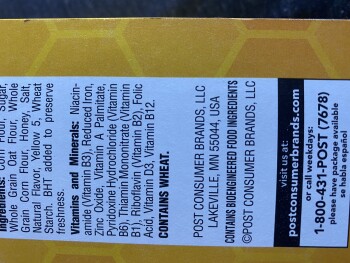 Ingredients: Corn Flour, Sugar,
Whole Grain Oat Flour, Whole
Grain Corn Flour, Honey, Salt,
Natural Flavor, Yellow 5, Wheat
Starch. BHT added to preserve
freshness.
Vitamins and Minerals: Niacin-
amide (Vitamin B3), Reduced Iron,
Zinc Oxide, Vitamin A Palmitate,
Pyridoxine Hydrochloride (Vitamin
B6), Thiamin Mononitrate (Vitamin
B1), Riboflavin (Vitamin B2), Folic
Acid, Vitamin D3, Vitamin B12.
CONTAINS WHEAT.
POST CONSUMER BRANDS, LLC
LAKEVILLE, MN 55044, USA
CONTAINS BIOENGINEERED FOOD INGREDIENTS
©POST CONSUMER BRANDS, LLC
visit us at:
postconsumerbrands.com
or call weekdays:
1-800-431-POST (7678)
please have package available
se habla español